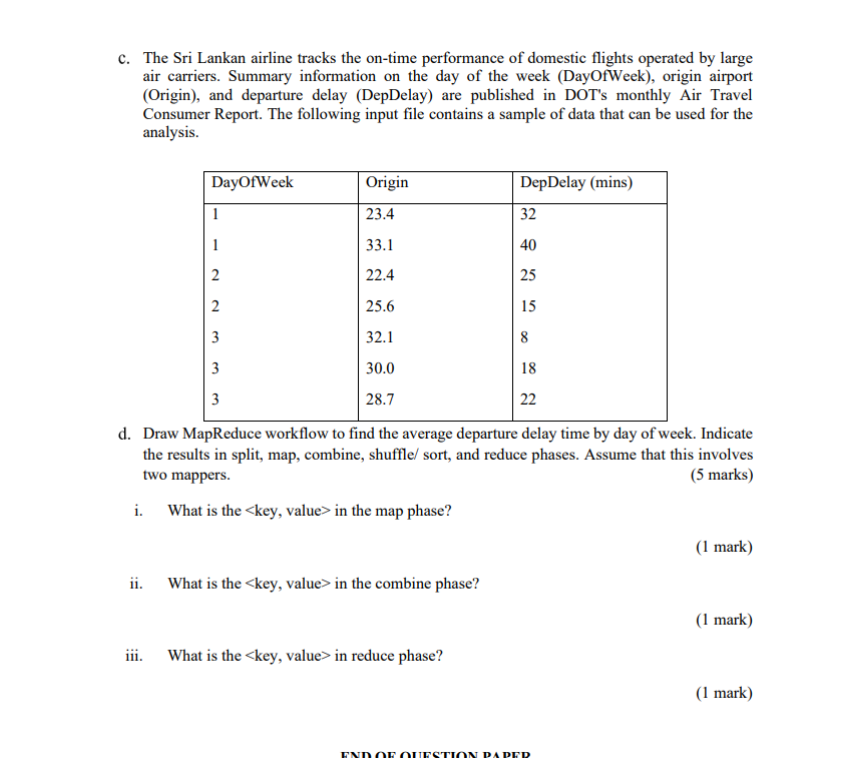 c. The Sri Lankan airline tracks the on-time performance of domestic flights operated by large
air carriers. Summary information on the day of the week (DayOfWeek), origin airport
(Origin), and departure delay (DepDelay) are published in DOT's monthly Air Travel
Consumer Report. The following input file contains a sample of data that can be used for the
analysis.
DayOfWeek Origin DepDelay (mins)
1 23.4 32
1 33.1 40
2 22.4 25
2 25.6 15
3 32.1 8
3 30.0 18
3 28.7 22
d. Draw MapReduce workflow to find the average departure delay time by day of week. Indicate
the results in split, map, combine, shuffle/ sort, and reduce phases. Assume that this involves
two mappers. (5 marks)
i. What is the <key, value> in the map phase?
(1 mark)
ii. What is the <key, value> in the combine phase?
(1 mark)
iii. What is the <key, value> in reduce phase?
(1 mark)
END OF QUESTION PAPER